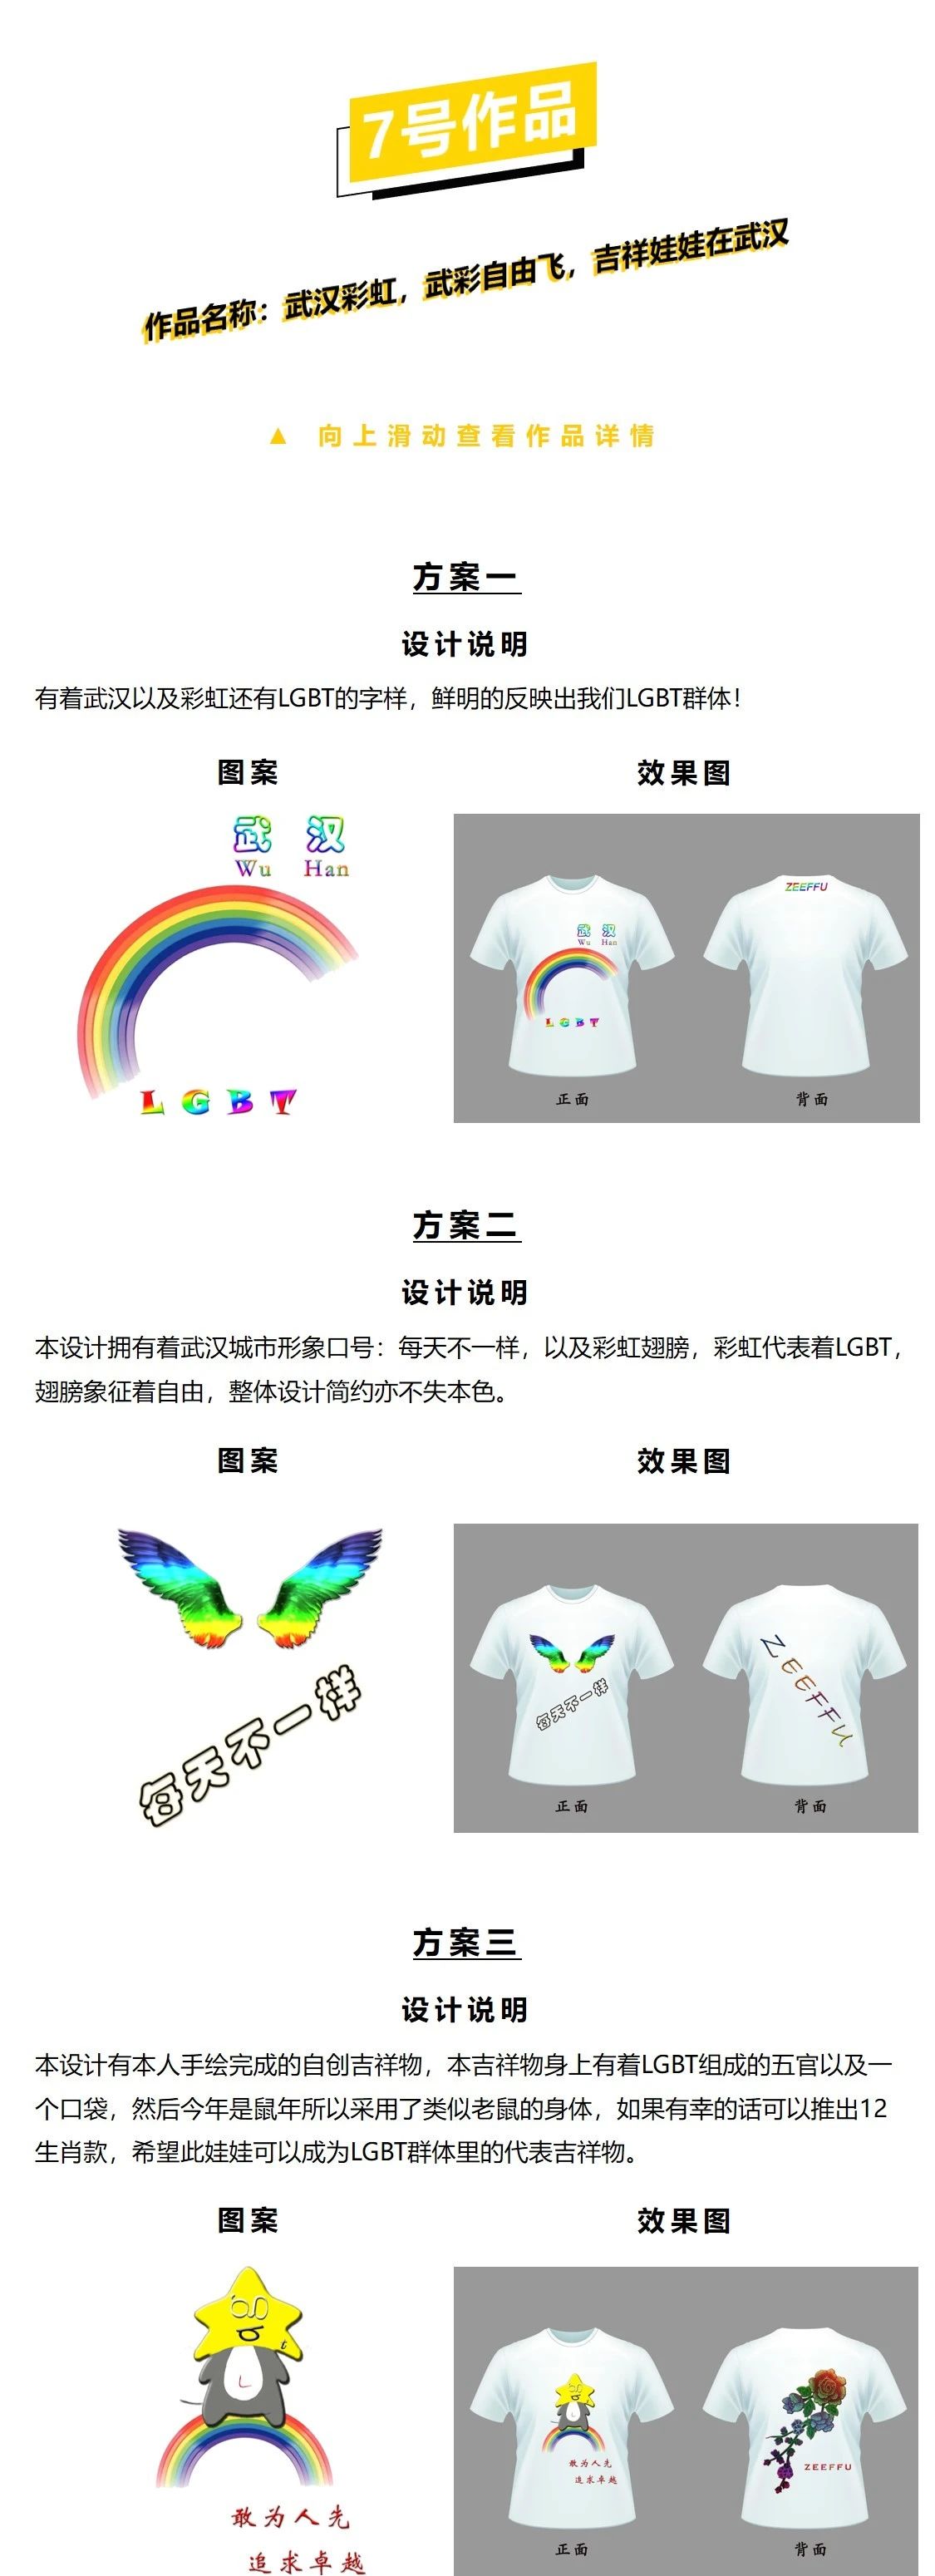 7号作品
作品名称：武汉彩虹，武彩自由飞，吉祥娃娃在武汉
▲ 向上滑动查看作品详情
方案一
设计说明
有着武汉以及彩虹还有LGBT的字样，鲜明的反映出我们LGBT群体！
图案
效果图
武 汉
Wu Han
LGBT
武 汉
Wu Han
LGBT
正面
ZEEFFU
背面
方案二
设计说明
本设计拥有着武汉城市形象口号：每天不一样，以及彩虹翅膀，彩虹代表着LGBT，
翅膀象征着自由，整体设计简约亦不失本色。
图案
效果图
每天不一样
每天不一样
正面
ZEEFFU
背面
方案三
设计说明
本设计有本人手绘完成的自创吉祥物，本吉祥物身上有着LGBT组成的五官以及一
个口袋，然后今年是鼠年所以采用了类似老鼠的身体，如果有幸的话可以推出12
生肖款，希望此娃娃可以成为LGBT群体里的代表吉祥物。
图案
效果图
t
L
敢为人先
追求卓越
敢为人先
追求卓越
正面
ZEEFFU
背面